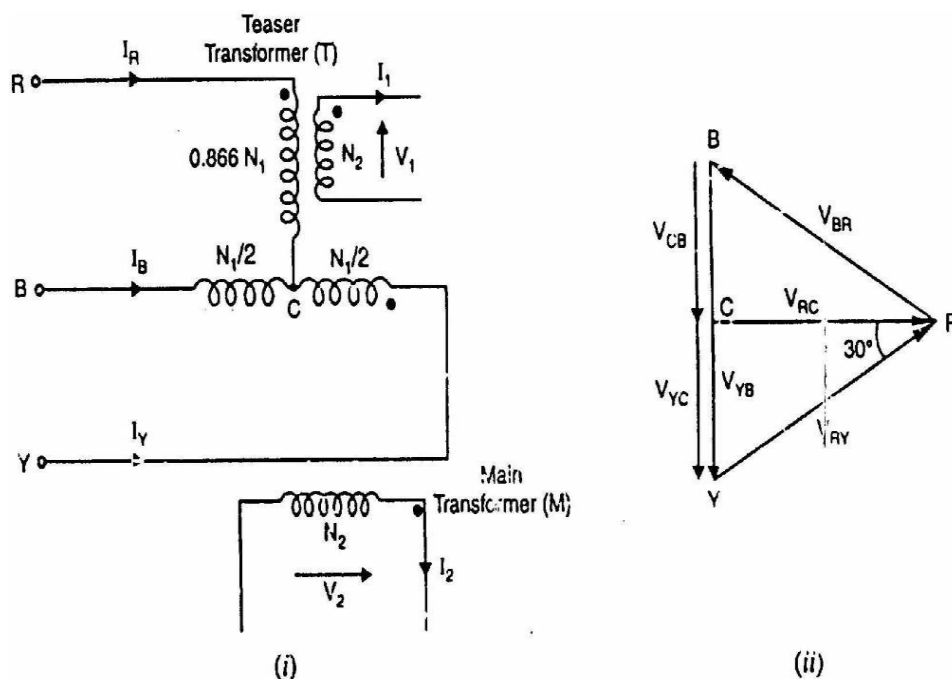 Teaser
Transformer (T)
I_R
I_1
R
0.866 N_1
N_2
V_1
B
V_BR
V_CB
I_B
N_1/2
N_1/2
B
C
C
V_RC
30°
V_YC
V_YB
V_RY
I_Y
Y
Main
Transformer (M)
Y
N_2
V_2
I_2
(i)
(ii)